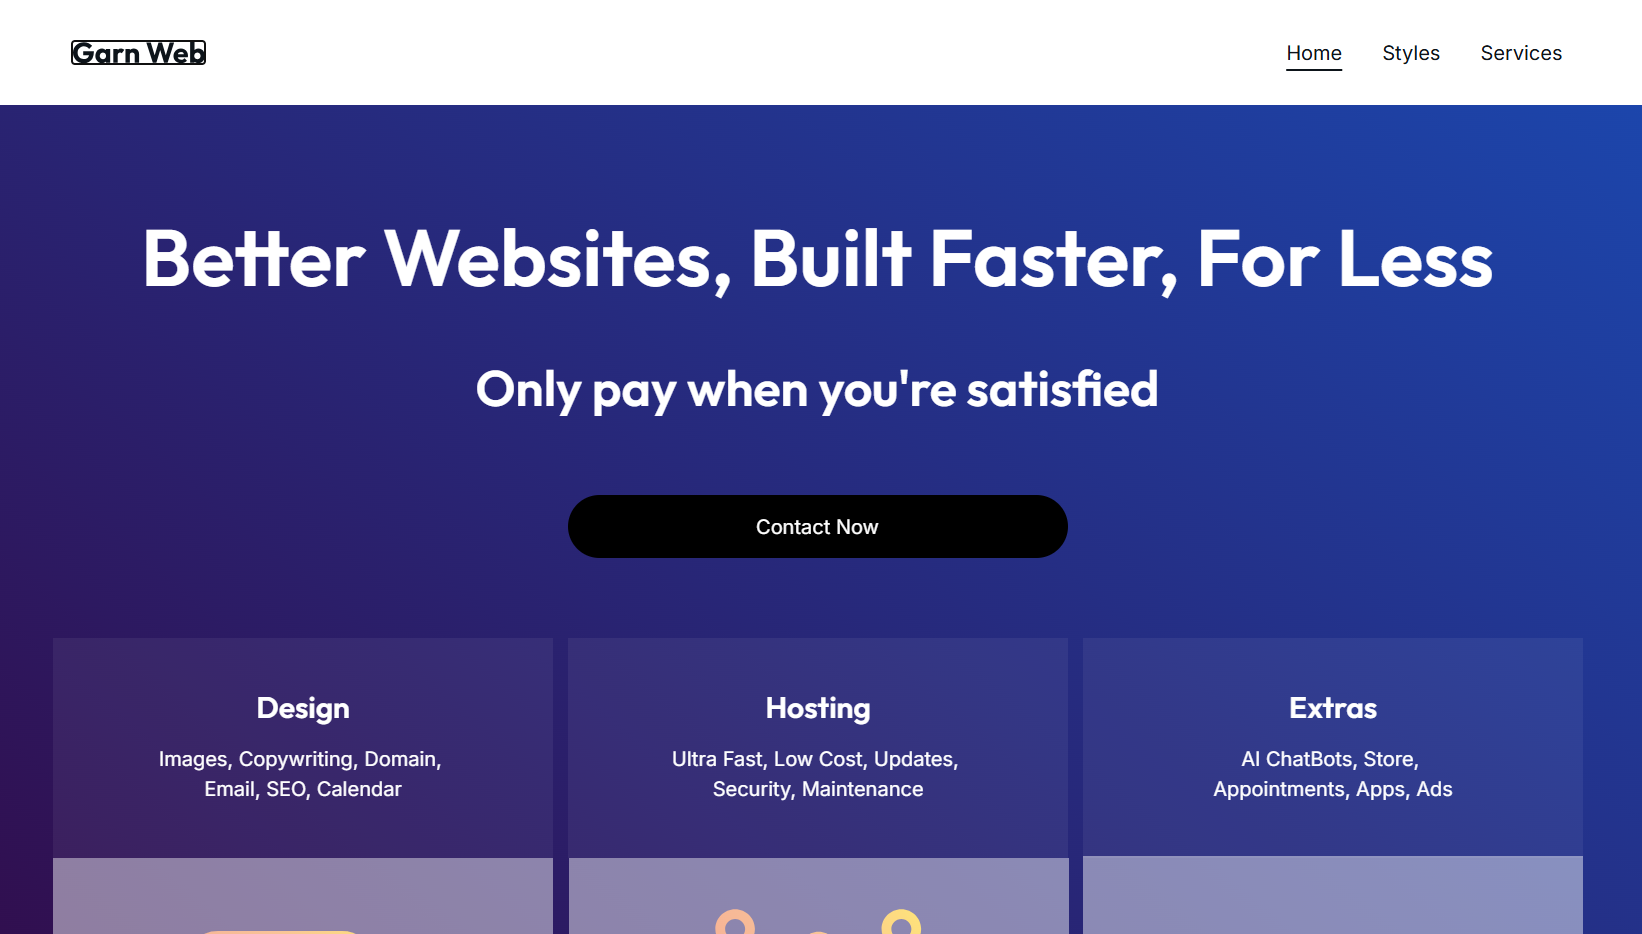 Garn Web
Home
Styles
Services
Better Websites, Built Faster, For Less
Only pay when you're satisfied
Contact Now
Design
Images, Copywriting, Domain,
Email, SEO, Calendar
Hosting
Ultra Fast, Low Cost, Updates,
Security, Maintenance
Extras
AI ChatBots, Store,
Appointments, Apps, Ads